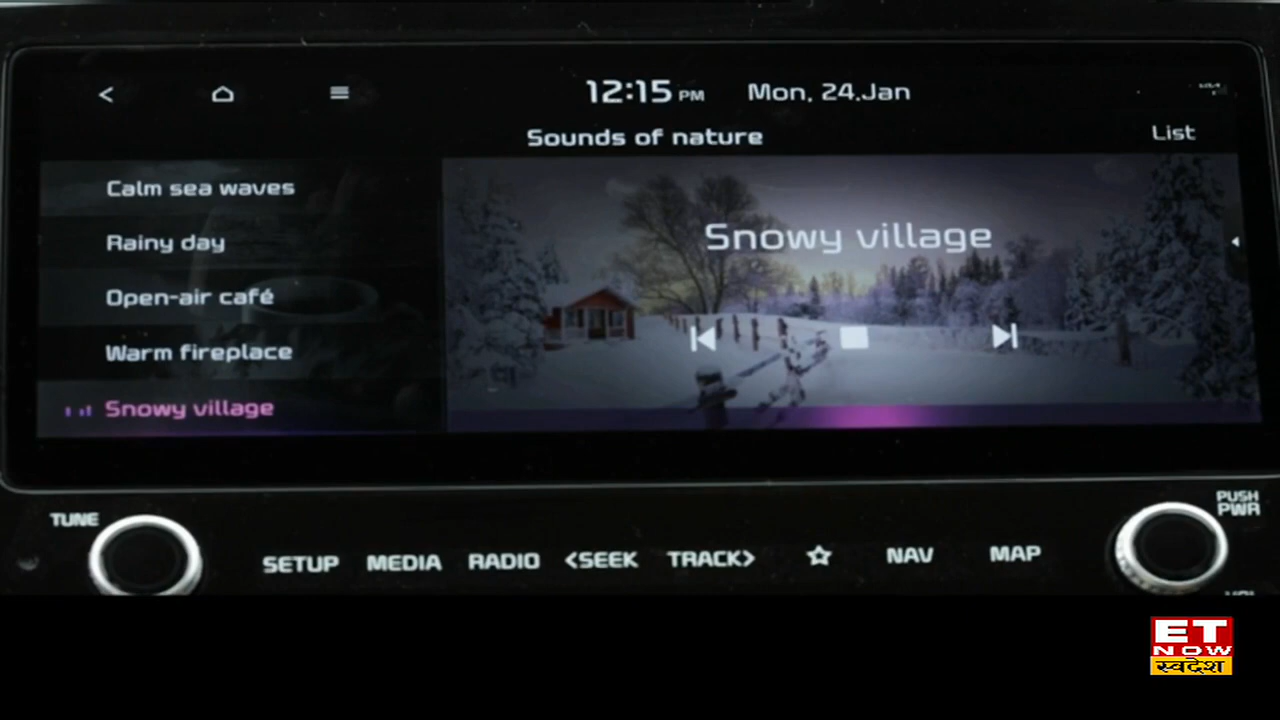 12:15 PM Mon, 24.Jan
Sounds of nature
List
Calm sea waves
Rainy day
Open-air café
Warm fireplace
Snowy village
Snowy village
TUNE
SETUP MEDIA RADIO <SEEK TRACK> NAV MAP
PUSH
PWR
ET
NOW
स्वदेश